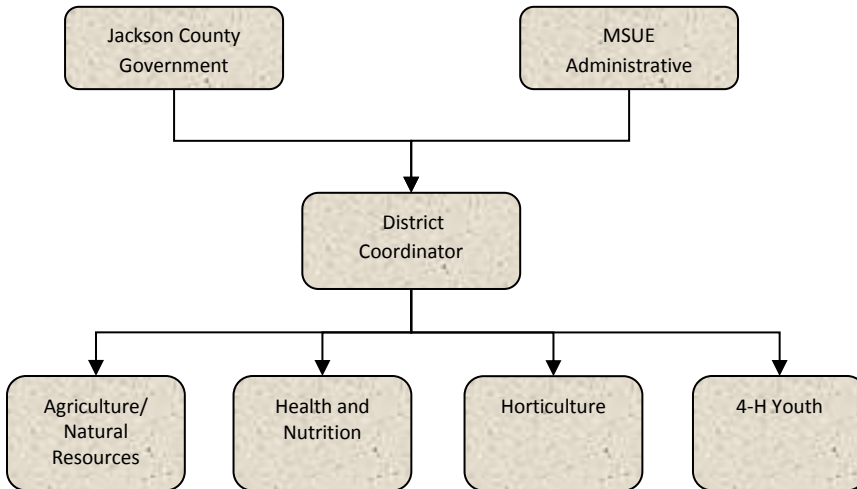 Jackson County
Government
MSUE
Administrative
District
Coordinator
Agriculture/
Natural
Resources
Health and
Nutrition
Horticulture
4-H Youth